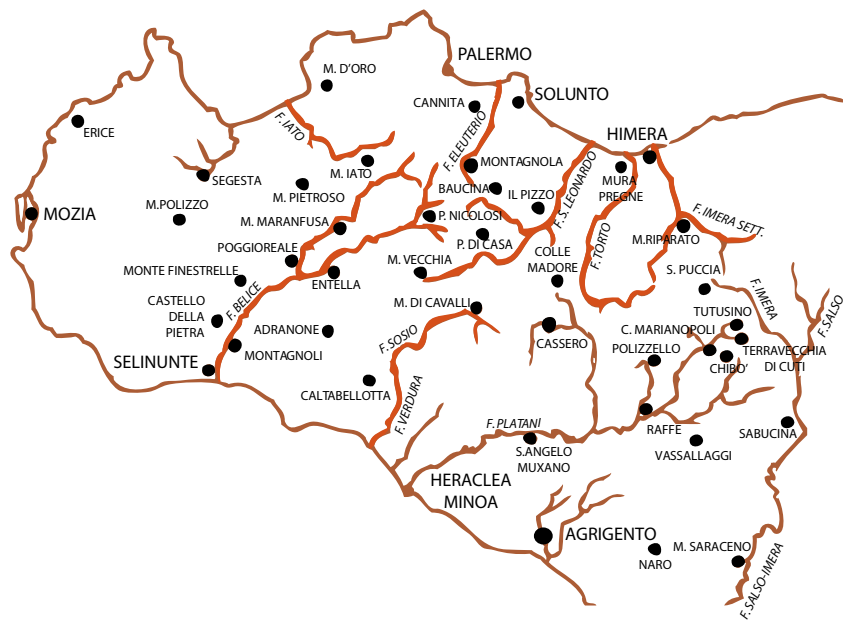 PALERMO
M. D'ORO
SOLUNTO
CANNITA
ERICE
F. IATO
F. ELEUTERIO
HIMERA
SEGESTA
M. IATO
MONTAGNOLA
MURA
PREGNE
M. PIETROSO
BAUCINA
IL PIZZO
F. S. LEONARDO
MOZIA
M.POLIZZO
M. MARANFUSA
P. NICOLOSI
F. IMERA SETT.
POGGIOREALE
P. DI CASA
F. TORTO
M.RIPARATO
MONTE FINESTRELLE
ENTELLA
M. VECCHIA
COLLE
MADORE
S. PUCCIA
F. BELICE
CASTELLO
DELLA
PIETRA
M. DI CAVALLI
F. IMERA
F. SALSO
TUTUSINO
ADRANONE
F. SOSIO
CASSERO
C. MARIANOPOLI
POLIZZELLO
TERRAVECCHIA
DI CUTI
CHIBO'
SELINUNTE
MONTAGNOLI
CALTABELLOTTA
F. VERDURA
F. PLATANI
RAFFE
SABUCINA
S.ANGELO
MUXANO
VASSALLAGGI
HERACLEA
MINOA
AGRIGENTO
NARO
M. SARACENO
F. SALSO-IMERA